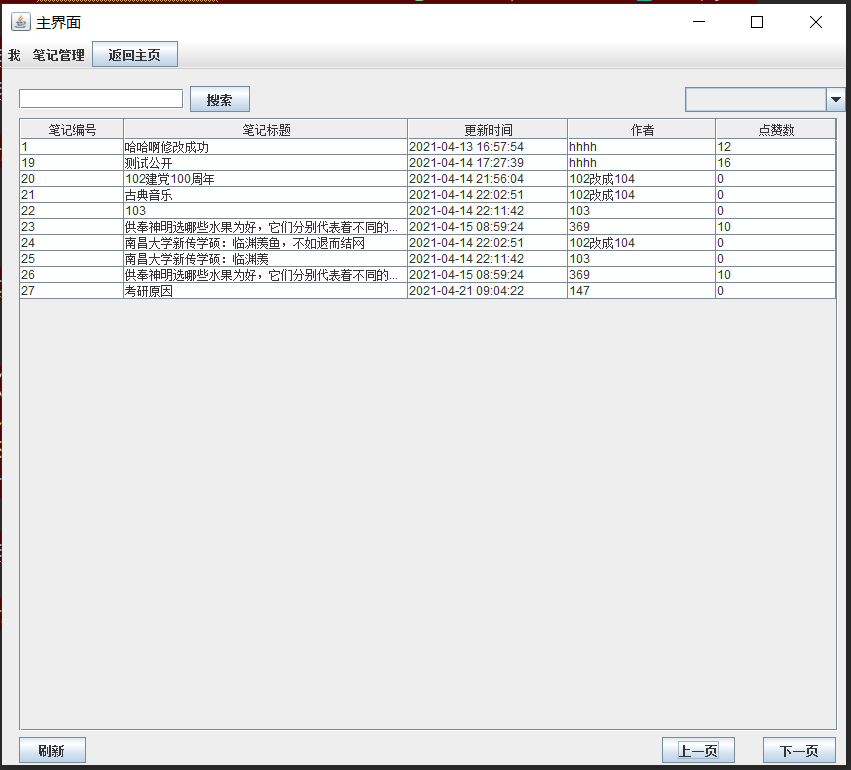 主界面
我 笔记管理 返回主页
搜索
笔记编号 笔记标题 更新时间 作者 点赞数
1 哈哈啊修改成功 2021-04-13 16:57:54 hhhh 12
19 测试公开 2021-04-14 17:27:39 hhhh 16
20 102建党100周年 2021-04-14 21:56:04 102改成104 0
21 古典音乐 2021-04-14 22:02:51 102改成104 0
22 103 2021-04-14 22:11:42 103 0
23 供奉神明选哪些水果为好，它们分别代表着不同的... 2021-04-15 08:59:24 369 10
24 南昌大学新传学硕：临渊羡鱼，不如退而结网 2021-04-14 22:02:51 102改成104 0
25 南昌大学新传学硕：临渊羡 2021-04-14 22:11:42 103 0
26 供奉神明选哪些水果为好，它们分别代表着不同的... 2021-04-15 08:59:24 369 10
27 考研原因 2021-04-21 09:04:22 147 0
刷新 上一页 下一页